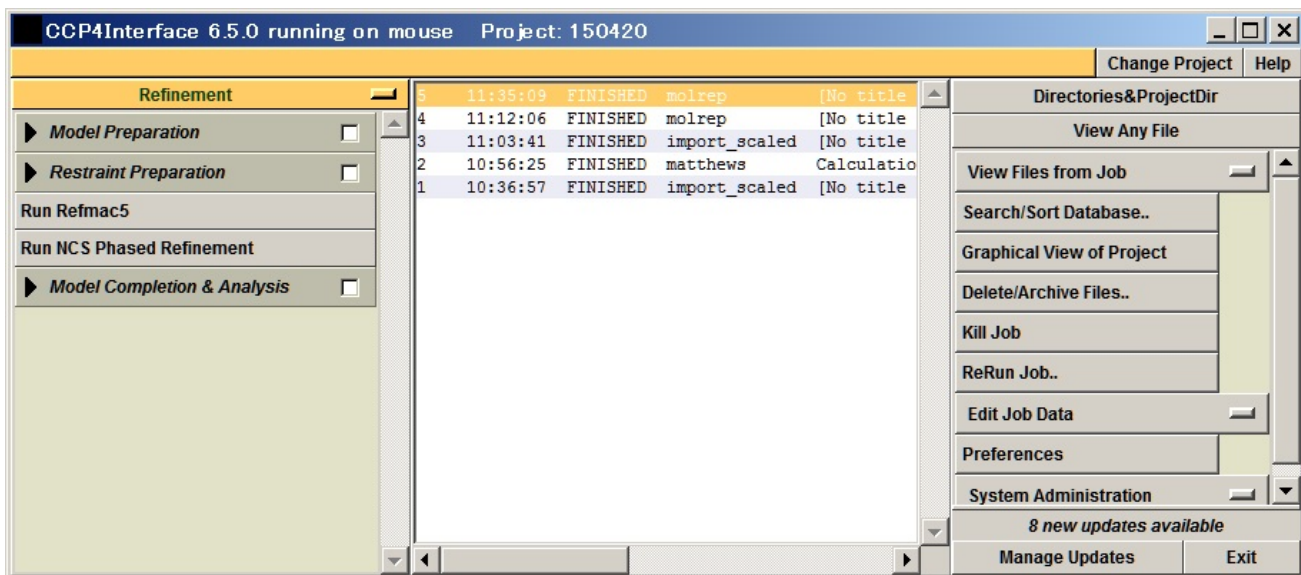 CCP4Interface 6.5.0 running on mouse Project: 150420
Change Project Help
Refinement
Model Preparation
Restraint Preparation
Run Refmac5
Run NCS Phased Refinement
Model Completion & Analysis
5 11:35:09 FINISHED molrep [No title
4 11:12:06 FINISHED molrep [No title
3 11:03:41 FINISHED import_scaled [No title
2 10:56:25 FINISHED matthews Calculatio
1 10:36:57 FINISHED import_scaled [No title
Directories&ProjectDir
View Any File
View Files from Job
Search/Sort Database..
Graphical View of Project
Delete/Archive Files..
Kill Job
ReRun Job..
Edit Job Data
Preferences
System Administration
8 new updates available
Manage Updates Exit